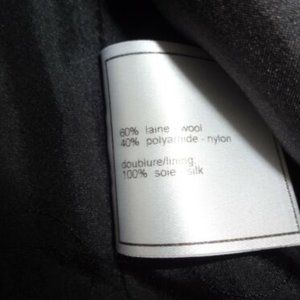 60% laine - wool
40% polyamide - nylon
doublure/lining
100% soie silk